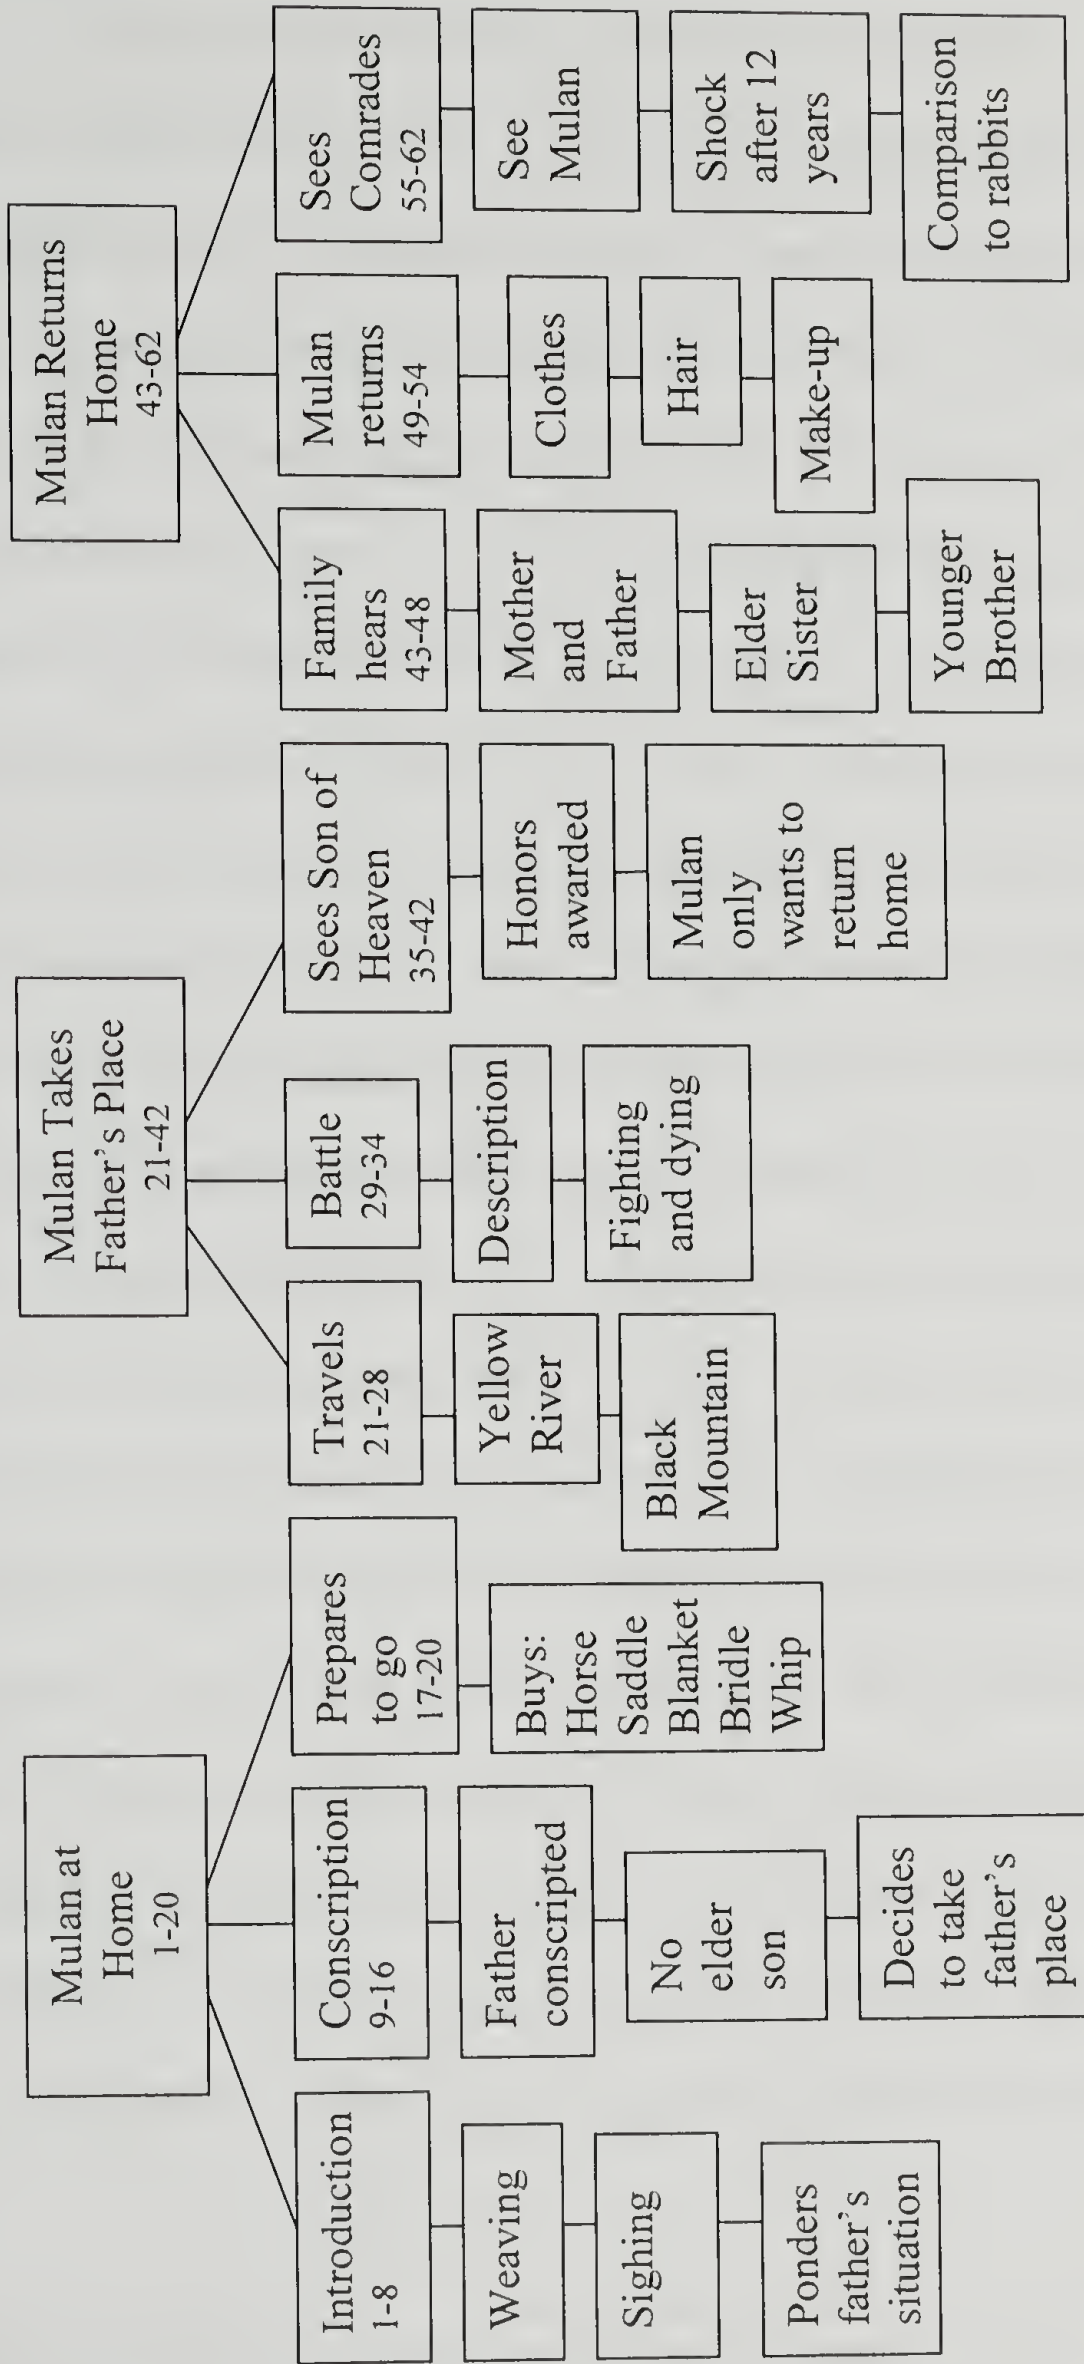 Mulan at
Home
1-20
Introduction
1-8
Weaving
Sighing
Ponders
father's
situation
Conscription
9-16
Father
conscripted
No
elder
son
Decides
to take
father's
place
Prepares
to go
17-20
Buys:
Horse
Saddle
Blanket
Bridle
Whip
Mulan Takes
Father's Place
21-42
Travels
21-28
Yellow
River
Black
Mountain
Battle
29-34
Description
Fighting
and dying
Sees Son of
Heaven
35-42
Honors
awarded
Mulan
only
wants to
return
home
Mulan Returns
Home
43-62
Family
hears
43-48
Mother
and
Father
Elder
Sister
Younger
Brother
Mulan
returns
49-54
Clothes
Hair
Make-up
Sees
Comrades
55-62
See
Mulan
Shock
after 12
years
Comparison
to rabbits